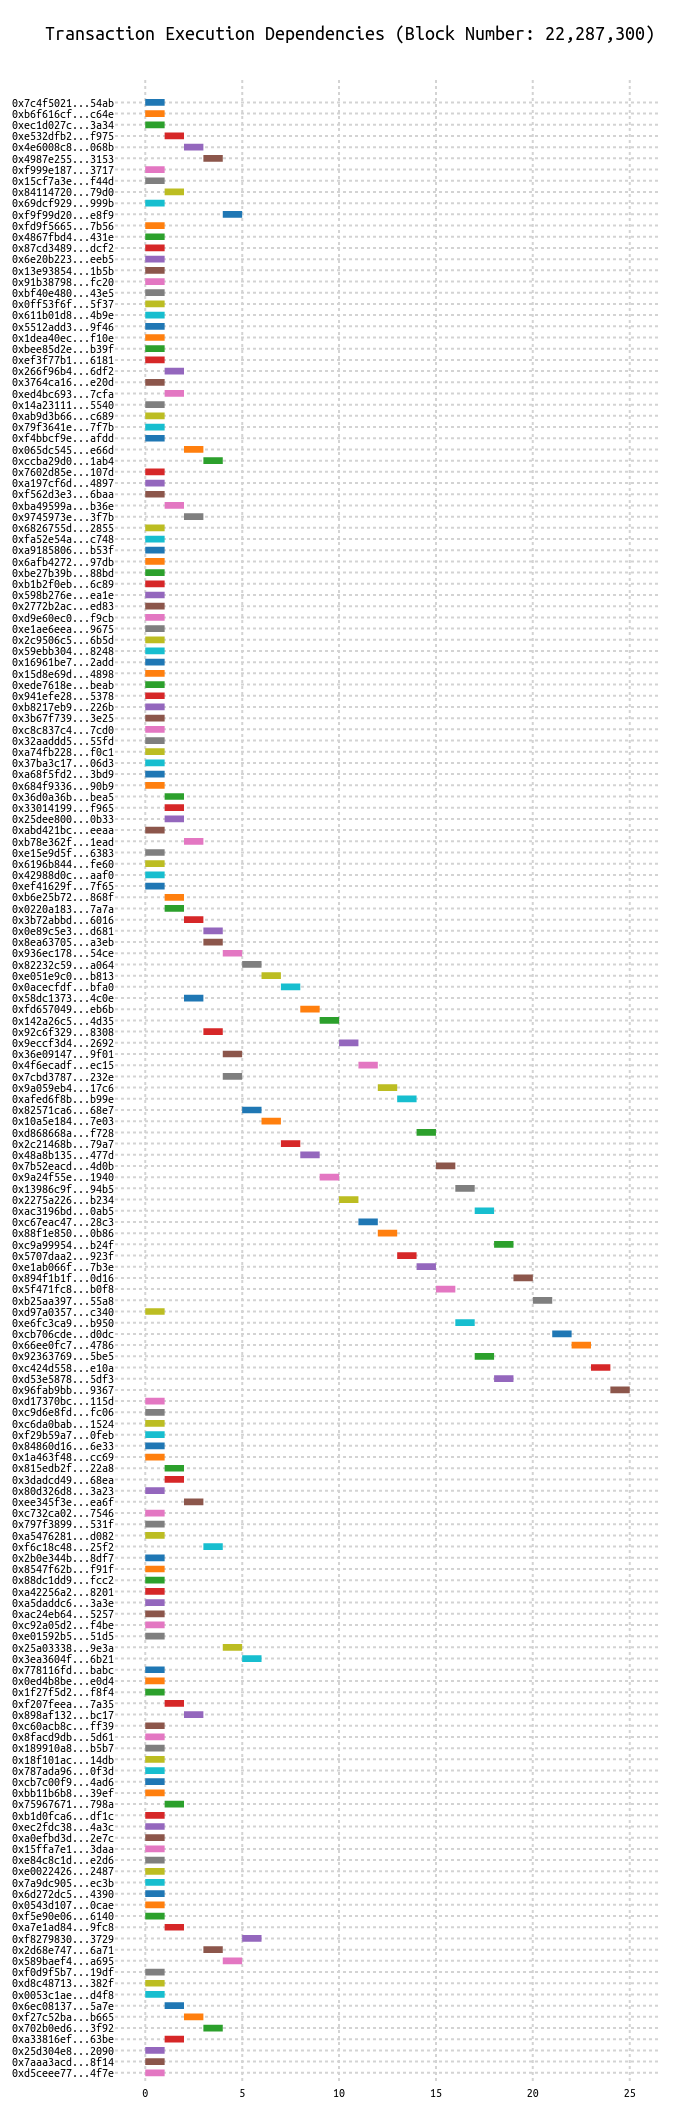 Transaction Execution Dependencies (Block Number: 22,287,300)
0x7c4f5021...54ab
0xb6f616cf...c64e
0xec1d027c...3a34
0xe532dfb2...f975
0x4e6008c8...068b
0x4987e255...3153
0xf999e187...3717
0x15cf7a3e...f44d
0x84114720...79d0
0x69dcf929...999b
0xf9f99d20...e8f9
0xfd9f5665...7b56
0x4867fbd4...431e
0x87cd3489...dcf2
0x6e20b223...eeb5
0x13e93854...1b5b
0x91b38798...fc20
0xbf40e480...43e5
0x0ff53f6f...5f37
0x611b01d8...4b9e
0x5512add3...9f46
0x1dea40ec...f10e
0xbee85d2e...b39f
0xef3f77b1...6181
0x266f96b4...6df2
0x3764ca16...e20d
0xed4bc693...7cfa
0x14a23111...5540
0xab9d3b66...c689
0x79f3641e...7f7b
0xf4bbcf9e...afdd
0x065dc545...e66d
0xccba29d0...1ab4
0x7602d85e...107d
0xa197cf6d...4897
0xf562d3e3...6baa
0xba49599a...b36e
0x9745973e...3f7b
0x6826755d...2855
0xfa52e54a...c748
0xa9185806...b53f
0x6afb4272...97db
0xbe27b39b...88bd
0xb1b2f0eb...6c89
0x598b276e...ea1e
0x2772b2ac...ed83
0xd9e60ec0...f9cb
0xe1ae6eea...9675
0x2c9506c5...6b5d
0x59ebb304...8248
0x16961be7...2add
0x15d8e69d...4898
0xede7618e...beab
0x941efe28...5378
0xb8217eb9...226b
0x3b67f739...3e25
0xc8c837c4...7cd0
0x32aaddd5...55fd
0xa74fb228...f0c1
0x37ba3c17...06d3
0xa68f5fd2...3bd9
0x684f9336...90b9
0x36d0a36b...bea5
0x33014199...f965
0x25dee800...0b33
0xabd421bc...eeaa
0xb78e362f...1ead
0xe15e9d5f...6383
0x6196b844...fe60
0x42988d0c...aaf0
0xef41629f...7f65
0xb6e25b72...868f
0x0220a183...7a7a
0x3b72abbd...6016
0x0e89c5e3...d681
0x8ea63705...a3eb
0x936ec178...54ce
0x82232c59...a064
0xe051e9c0...b813
0x0acecfdf...bfa0
0x58dc1373...4c0e
0xfd657049...eb6b
0x142a26c5...4d35
0x92c6f329...8308
0x9eccf3d4...2692
0x36e09147...9f01
0x4f6ecadf...ec15
0x7cbd3787...232e
0x9a059eb4...17c6
0xafed6f8b...b99e
0x82571ca6...68e7
0x10a5e184...7e03
0xd868668a...f728
0x2c21468b...79a7
0x48a8b135...477d
0x7b52eacd...4d0b
0x9a24f55e...1940
0x13986c9f...94b5
0x2275a226...b234
0xac3196bd...0ab5
0xc67eac47...28c3
0x88f1e850...0b86
0xc9a99954...b24f
0x5707daa2...923f
0xe1ab066f...7b3e
0x894f1b1f...0d16
0x5f471fc8...b0f8
0xb25aa397...55a8
0xd97a0357...c340
0xe6fc3ca9...b950
0xcb706cde...d0dc
0x66ee0fc7...4786
0x92363769...5be5
0xc424d558...e10a
0xd53e5878...5df3
0x96fab9bb...9367
0xd17370bc...115d
0xc9d6e8fd...fc06
0xc6da0bab...1524
0xf29b59a7...0feb
0x84860d16...6e33
0x1a463f48...cc69
0x815edb2f...22a8
0x3dadcd49...68ea
0x80d326d8...3a23
0xee345f3e...ea6f
0xc732ca02...7546
0x797f3899...531f
0xa5476281...d082
0xf6c18c48...25f2
0x2b0e344b...8df7
0x8547f62b...f91f
0x88dc1dd9...fcc2
0xa42256a2...8201
0xa5daddc6...3a3e
0xac24eb64...5257
0xc92a05d2...f4be
0xe01592b5...51d5
0x25a03338...9e3a
0x3ea3604f...6b21
0x778116fd...babc
0x0ed4b8be...e0d4
0x1f27f5d2...f8f4
0xf207feea...7a35
0x898af132...bc17
0xc60acb8c...ff39
0x8facd9db...5d61
0x189910a8...b5b7
0x18f101ac...14db
0x787ada96...0f3d
0xcb7c00f9...4ad6
0xbb11b6b8...39ef
0x75967671...798a
0xb1d0fca6...df1c
0xec2fdc38...4a3c
0xa0efbd3d...2e7c
0x15ffa7e1...3daa
0xe84c8c1d...e2d6
0xe0022426...2487
0x7a9dc905...ec3b
0x6d272dc5...4390
0x0543d107...0cae
0xf5e90e06...6140
0xa7e1ad84...9fc8
0xf8279830...3729
0x2d68e747...6a71
0x589baef4...a695
0xf0d9f5b7...19df
0xd8c48713...382f
0x0053c1ae...d4f8
0x6ec08137...5a7e
0xf27c52ba...b665
0x702b0ed6...3f92
0xa33816ef...63be
0x25d304e8...2090
0x7aaa3acd...8f14
0xd5ceee77...4f7e
0 5 10 15 20 25